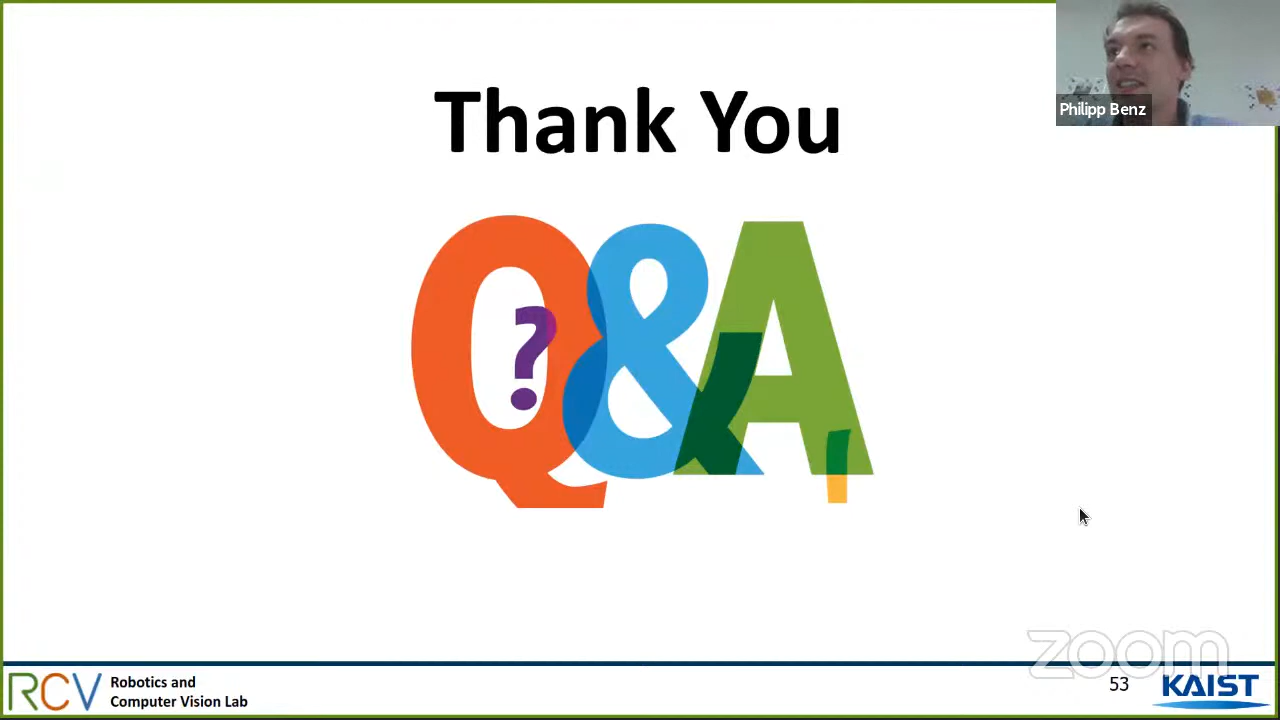 Thank You
Philipp Benz
Q&A
?
zoom
RCV
Robotics and
Computer Vision Lab
53
KAIST